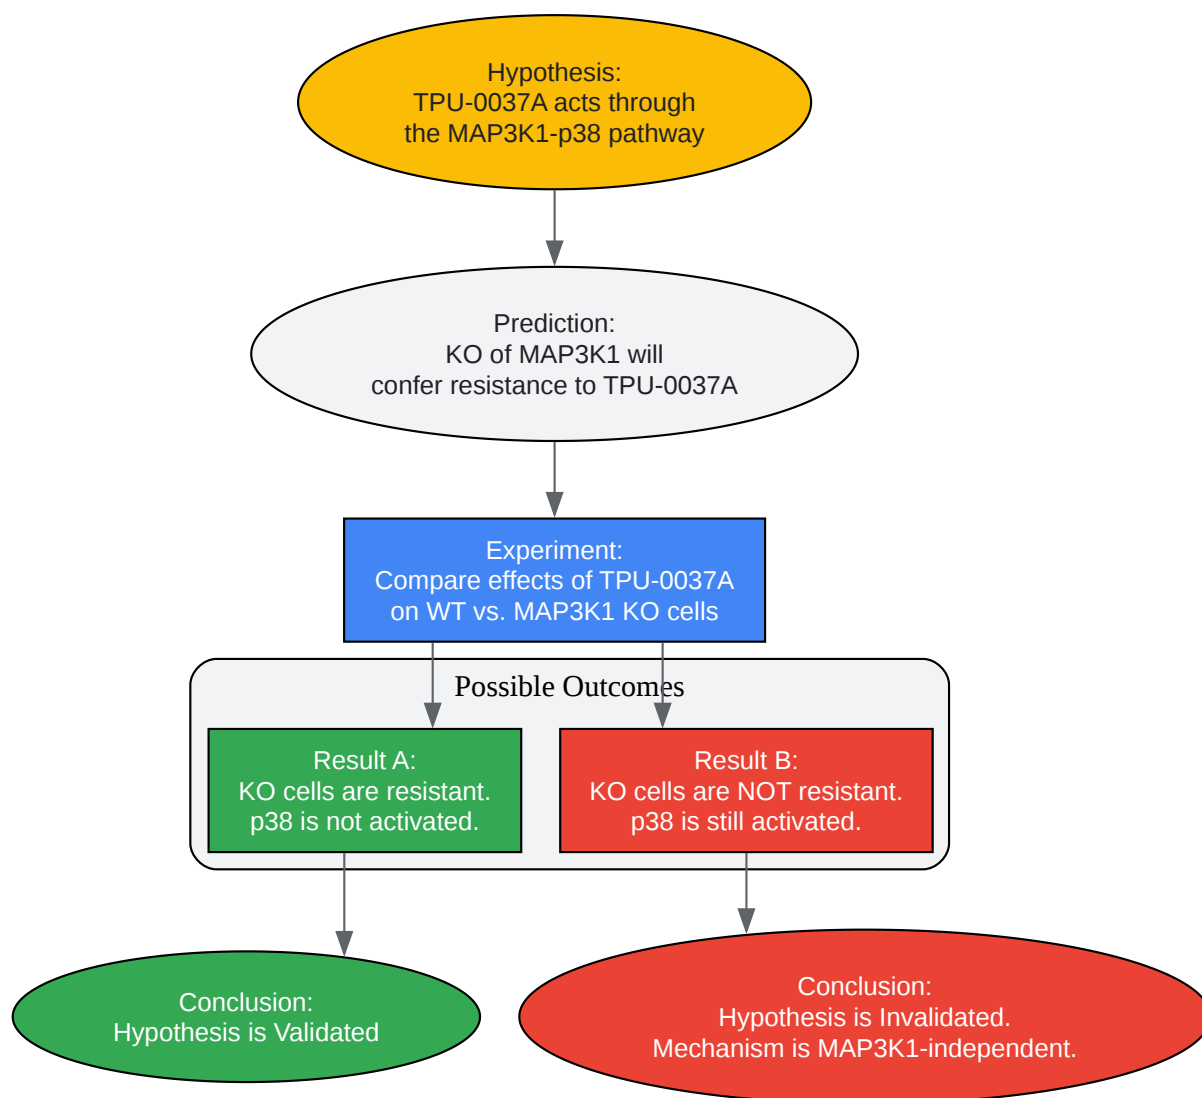 Hypothesis:
TPU-0037A acts through
the MAP3K1-p38 pathway
Prediction:
KO of MAP3K1 will
confer resistance to TPU-0037A
Experiment:
Compare effects of TPU-0037A
on WT vs. MAP3K1 KO cells
Possible Outcomes
Result A:
KO cells are resistant.
p38 is not activated.
Result B:
KO cells are NOT resistant.
p38 is still activated.
Conclusion:
Hypothesis is Validated
Conclusion:
Hypothesis is Invalidated.
Mechanism is MAP3K1-independent.